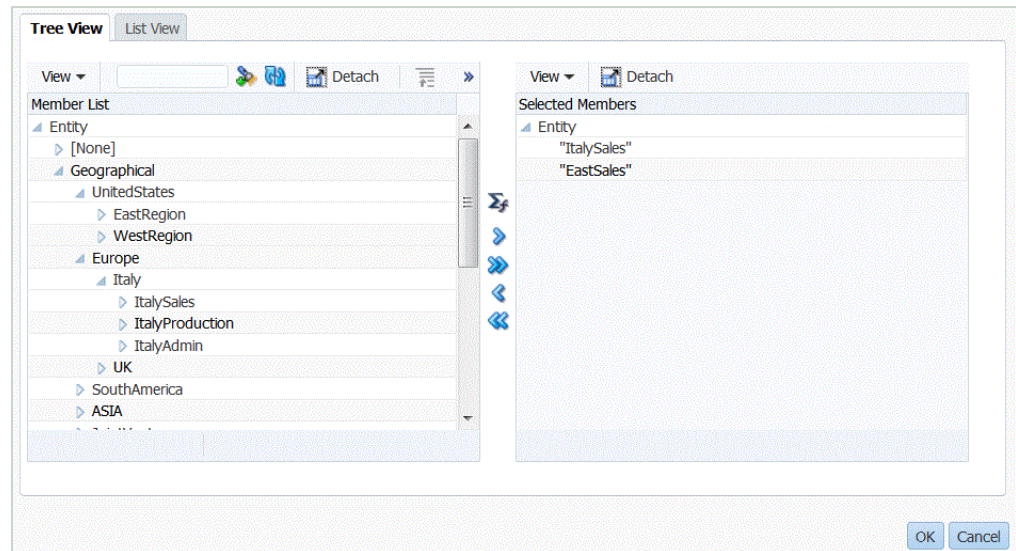 Tree View List View
View Detach » View Detach
Member List
Entity
[None]
Geographical
UnitedStates
EastRegion
WestRegion
Europe
Italy
ItalySales
ItalyProduction
ItalyAdmin
UK
SouthAmerica
ASIA
Selected Members
Entity
"ItalySales"
"EastSales"
Σf
OK Cancel